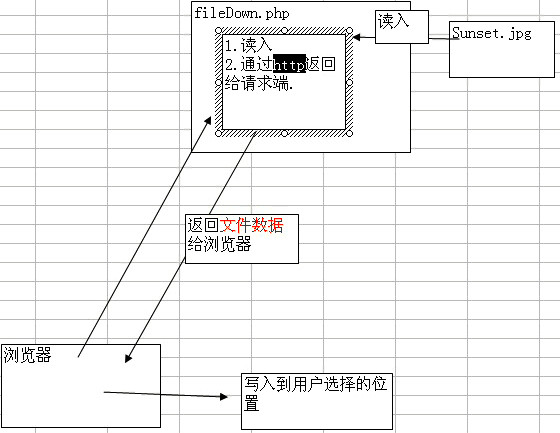 fileDown.php
读入
Sunset.jpg
1.读入
2.通过http返回
给请求端.
返回文件数据
给浏览器
浏览器
写入到用户选择的位
置